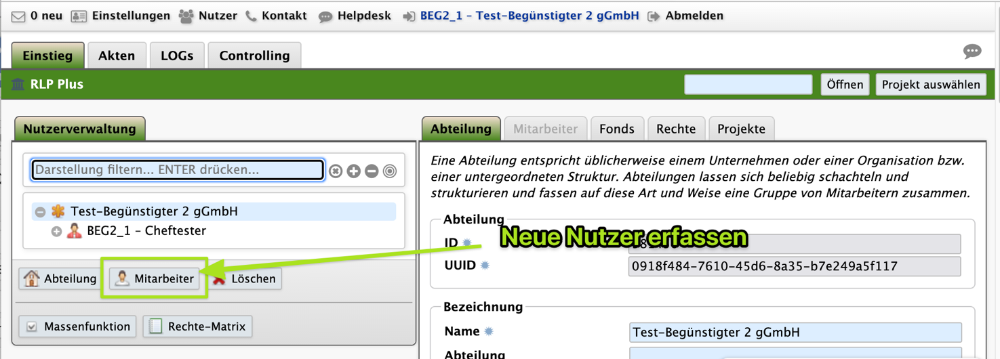 0 neu Einstellungen Nutzer Kontakt Helpdesk BEG2_1 – Test-Begünstigter 2 gGmbH Abmelden
Einstieg Akten LOGs Controlling
RLP Plus Öffnen Projekt auswählen
Nutzerverwaltung
Darstellung filtern... ENTER drücken...
Test-Begünstigter 2 gGmbH
BEG2_1 – Cheftester
Abteilung Mitarbeiter Löschen
Massenfunktion Rechte-Matrix
Abteilung Mitarbeiter Fonds Rechte Projekte
Eine Abteilung entspricht üblicherweise einem Unternehmen oder einer Organisation bzw.
einer untergeordneten Struktur. Abteilungen lassen sich beliebig schachteln und
strukturieren und fassen auf diese Art und Weise eine Gruppe von Mitarbeitern zusammen.
Abteilung
Neue Nutzer erfassen
ID
UUID 0918f484-7610-45d6-8a35-b7e249a5f117
Bezeichnung
Name Test-Begünstigter 2 gGmbH
Abteilung